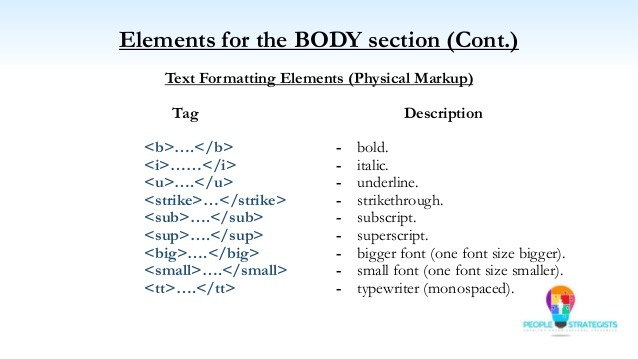 Elements for the BODY section (Cont.)
Text Formatting Elements (Physical Markup)
Tag Description
<b>….</b> - bold.
<i>……</i> - italic.
<u>….</u> - underline.
<strike>…</strike> - strikethrough.
<sub>….</sub> - subscript.
<sup>….</sup> - superscript.
<big>….</big> - bigger font (one font size bigger).
<small>….</small> - small font (one font size smaller).
<tt>….</tt> - typewriter (monospaced).
PEOPLE STRATEGISTS